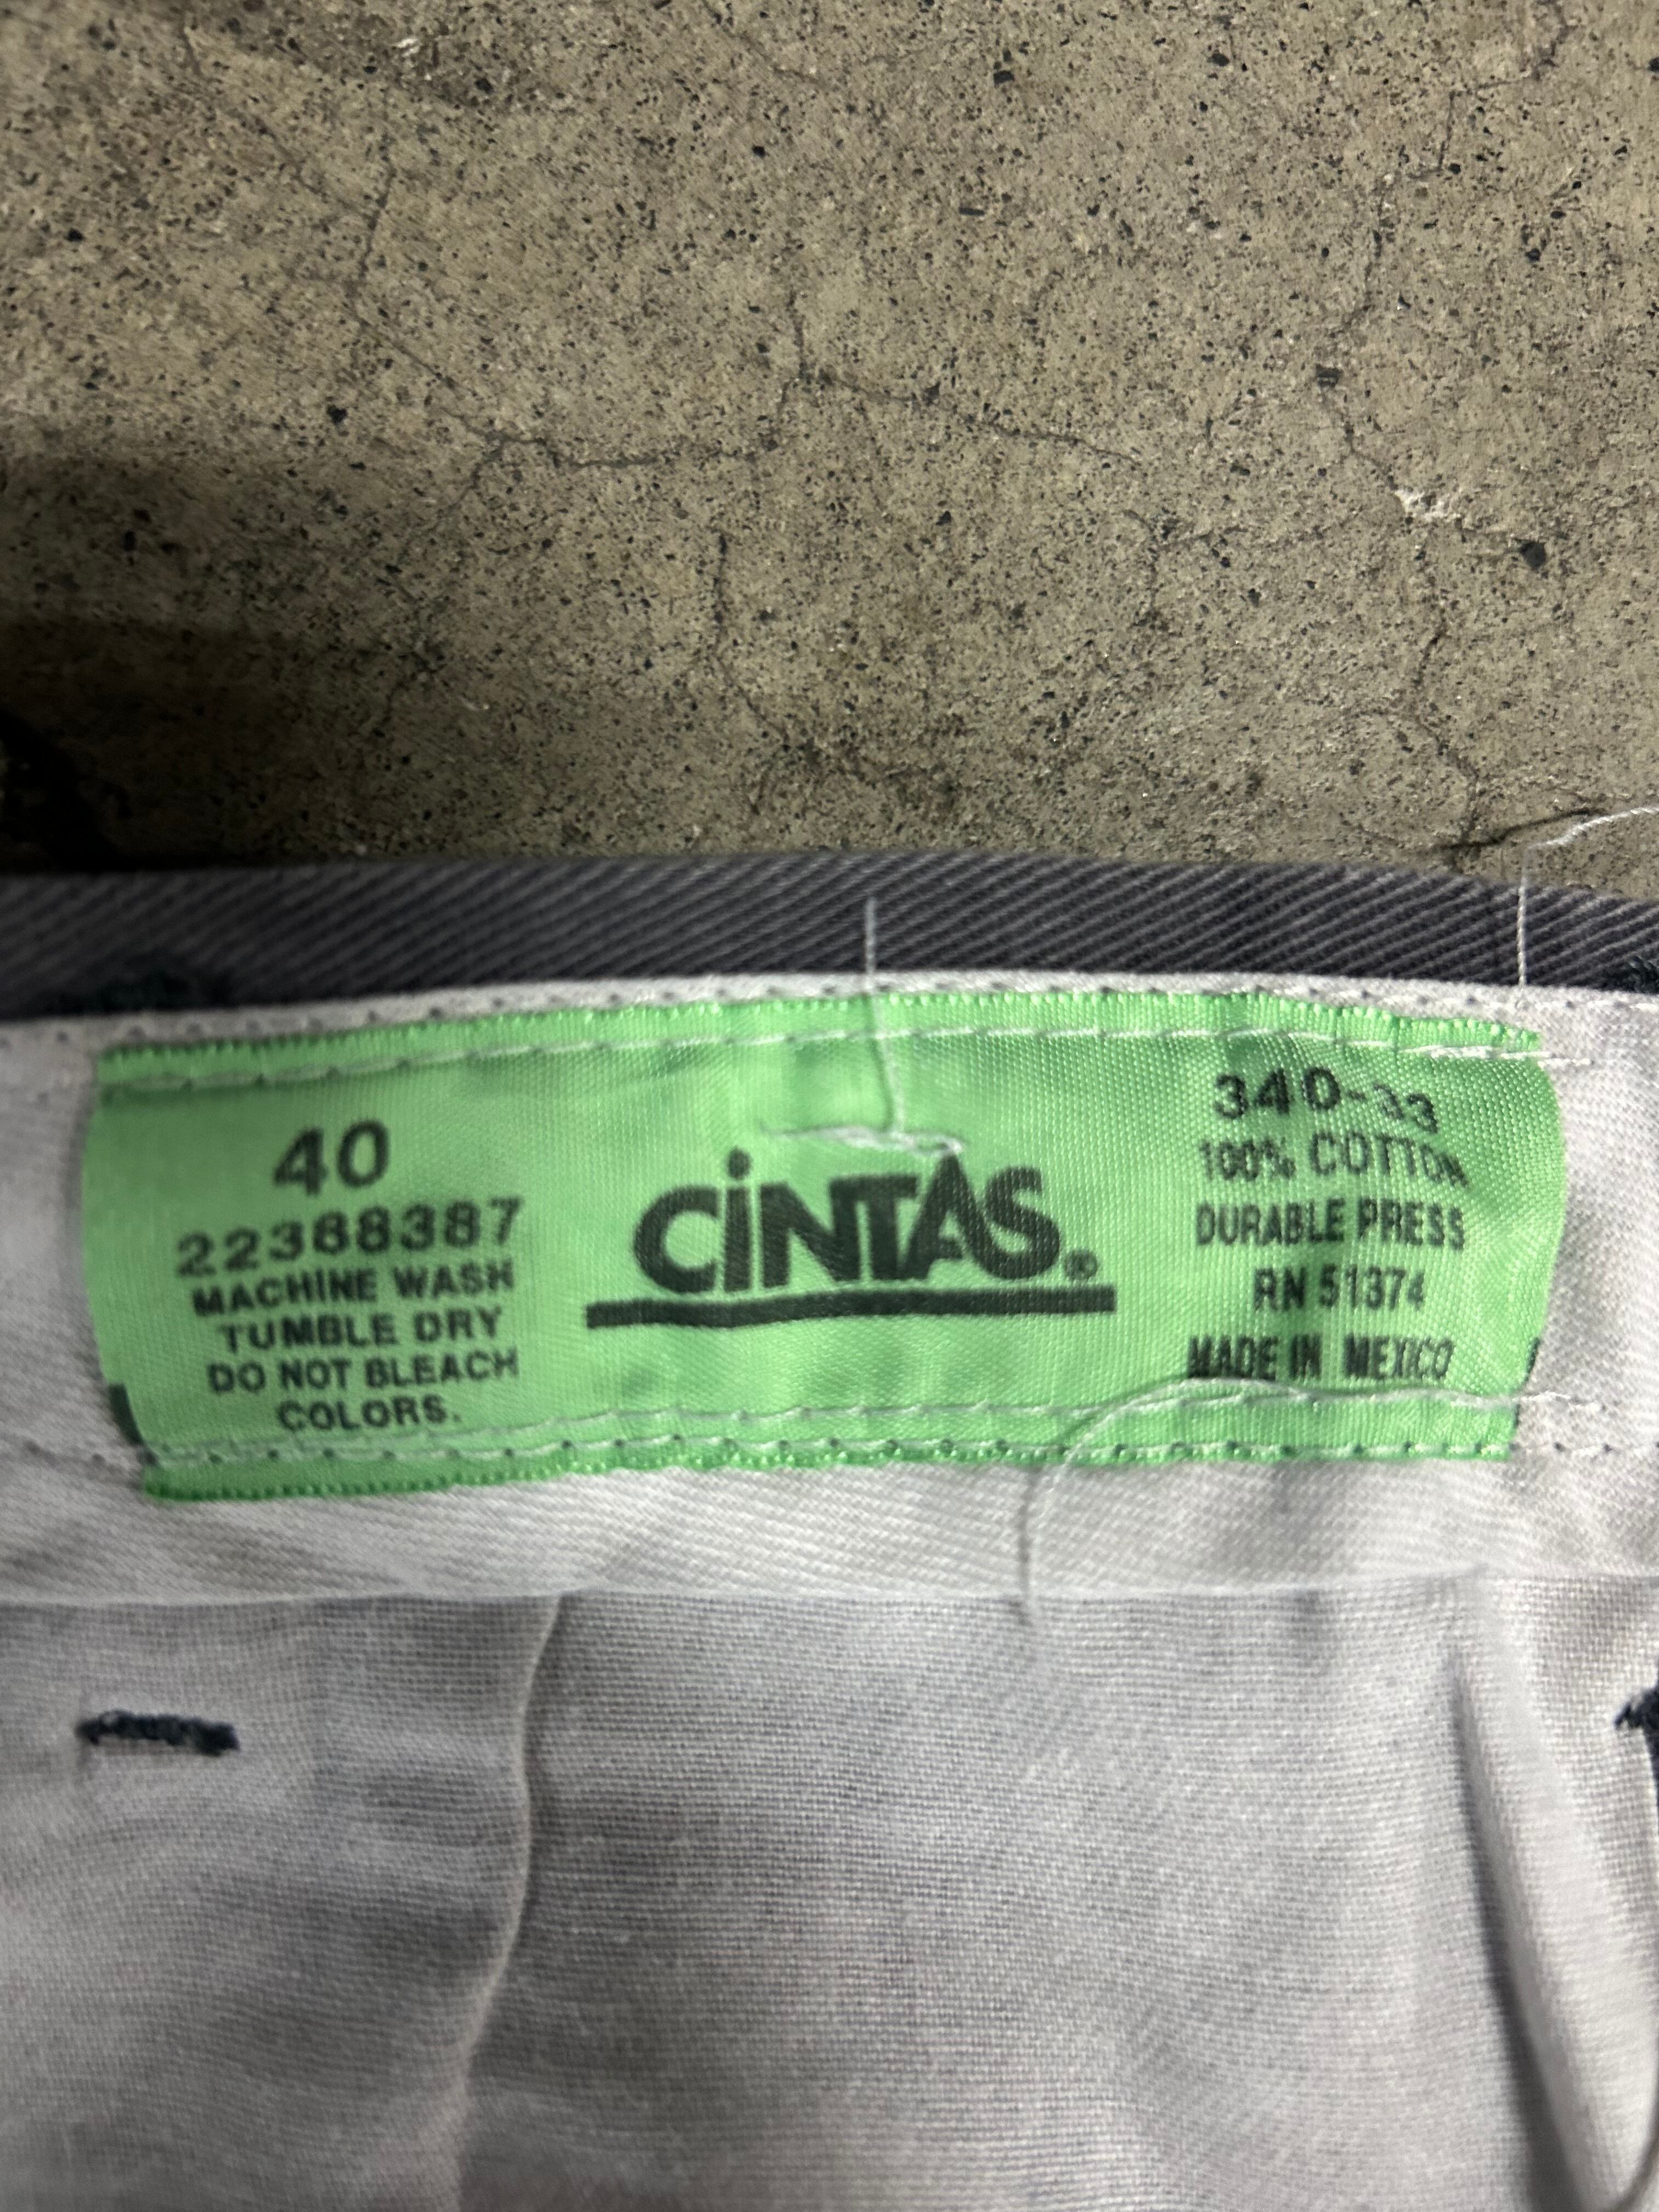 40
22388387
MACHINE WASH
TUMBLE DRY
DO NOT BLEACH
COLORS.
CINTAS®
340-33
100% COTTON
DURABLE PRESS
RN 51374
MADE IN MEXICO